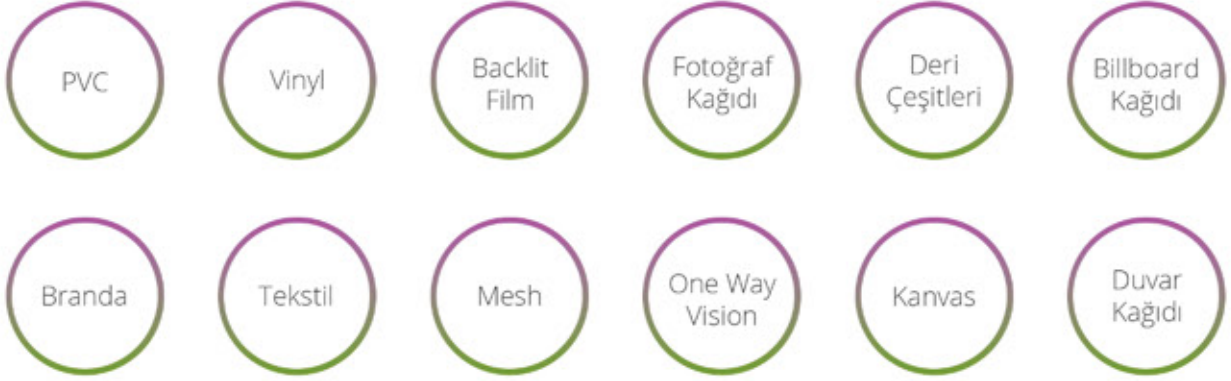 PVC
Vinyl
Backlit
Film
Fotoğraf
Kağıdı
Deri
Çeşitleri
Billboard
Kağıdı
Branda
Tekstil
Mesh
One Way
Vision
Kanvas
Duvar
Kağıdı